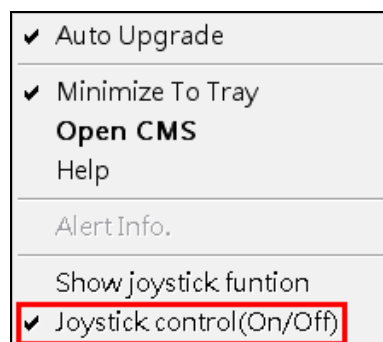 Auto Upgrade
Minimize To Tray
Open CMS
Help
Alert Info.
Show joystick funtion
Joystick control(On/Off)